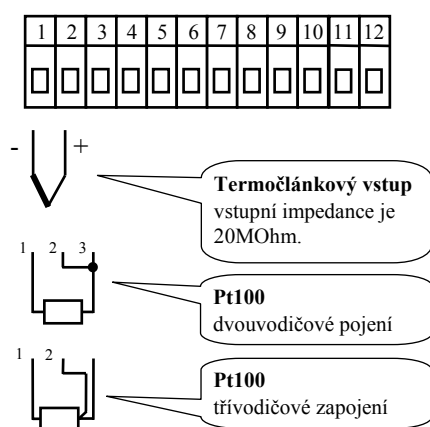 1 2 3 4 5 6 7 8 9 10 11 12
- +
Termočlánkový vstup
vstupní impedance je
20MOhm.
1 2 3
Pt100
dvouvodičové pojení
1 2
Pt100
třívodičové zapojení